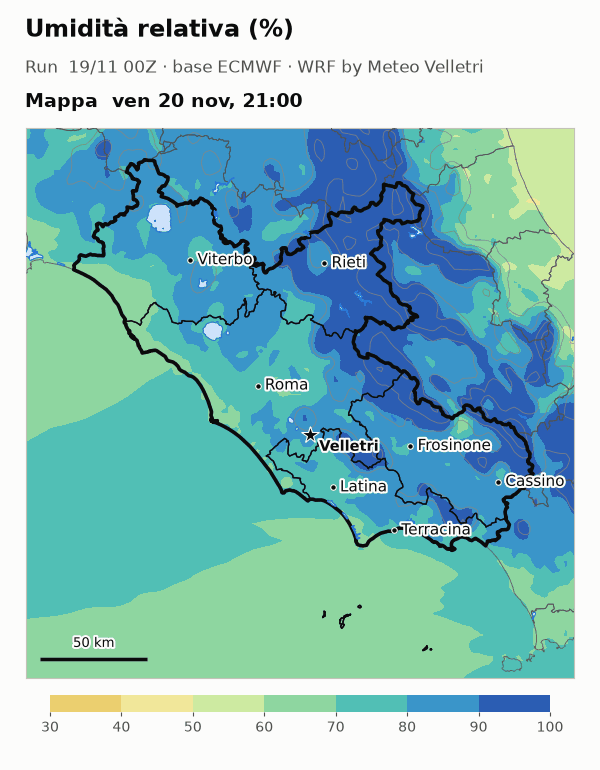 Umidità relativa (%)
Run  19/11 00Z · base ECMWF · WRF by Meteo Velletri
Mappa  ven 20 nov, 21:00
Viterbo
Rieti
Roma
Velletri
Frosinone
Cassino
Latina
Terracina
50 km
30 40 50 60 70 80 90 100